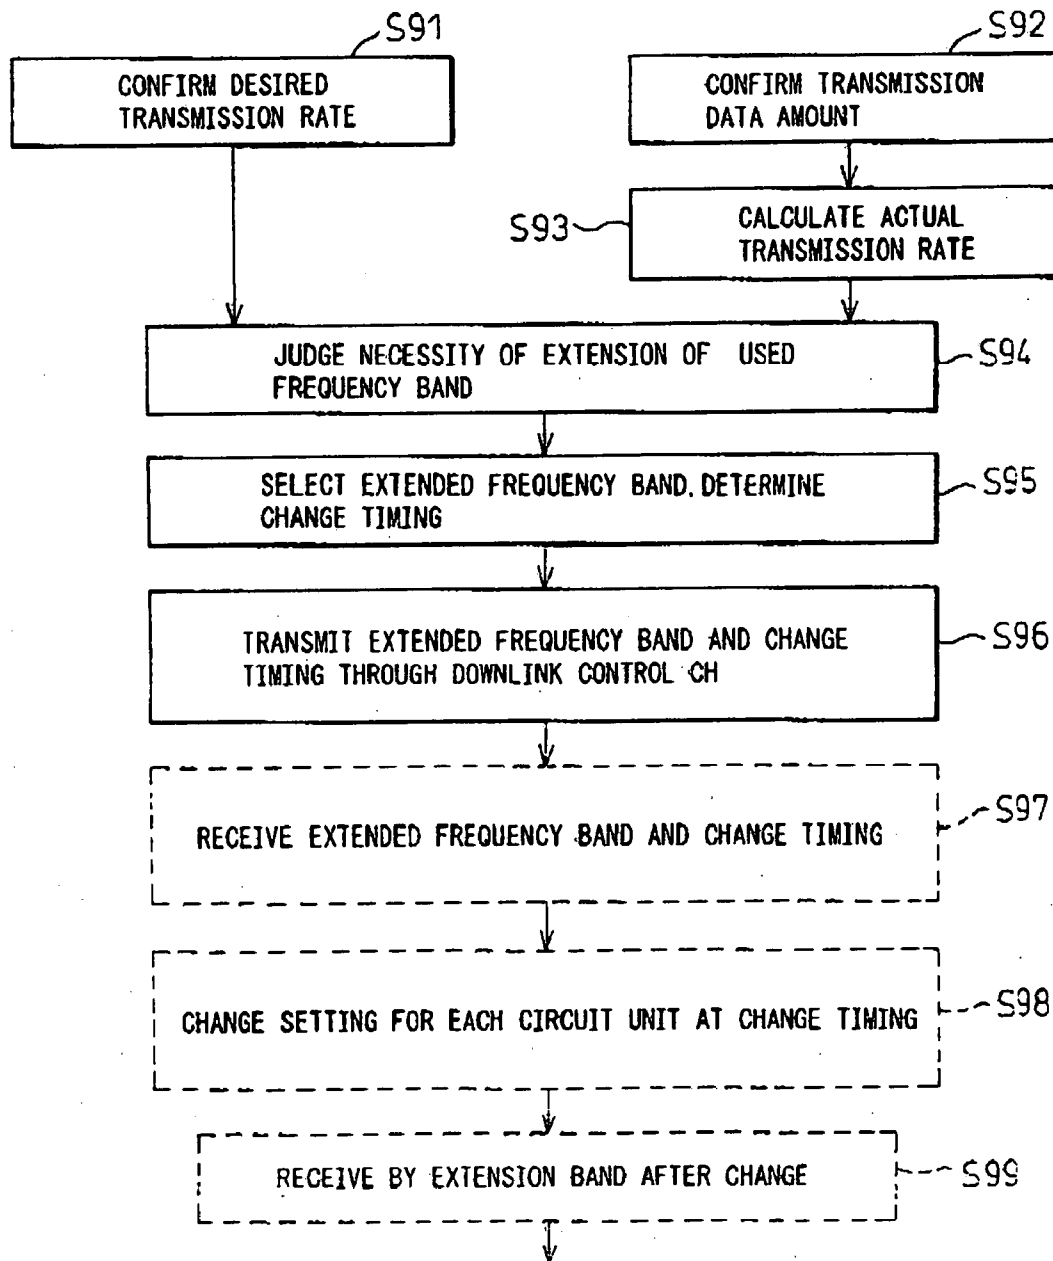 S91
CONFIRM DESIRED
TRANSMISSION RATE
S92
CONFIRM TRANSMISSION
DATA AMOUNT
S93
CALCULATE ACTUAL
TRANSMISSION RATE
JUDGE NECESSITY OF EXTENSION OF USED
FREQUENCY BAND
S94
SELECT EXTENDED FREQUENCY BAND. DETERMINE
CHANGE TIMING
S95
TRANSMIT EXTENDED FREQUENCY BAND AND CHANGE
TIMING THROUGH DOWNLINK CONTROL CH
S96
RECEIVE EXTENDED FREQUENCY BAND AND CHANGE TIMING
S97
CHANGE SETTING FOR EACH CIRCUIT UNIT AT CHANGE TIMING
S98
RECEIVE BY EXTENSION BAND AFTER CHANGE
S99